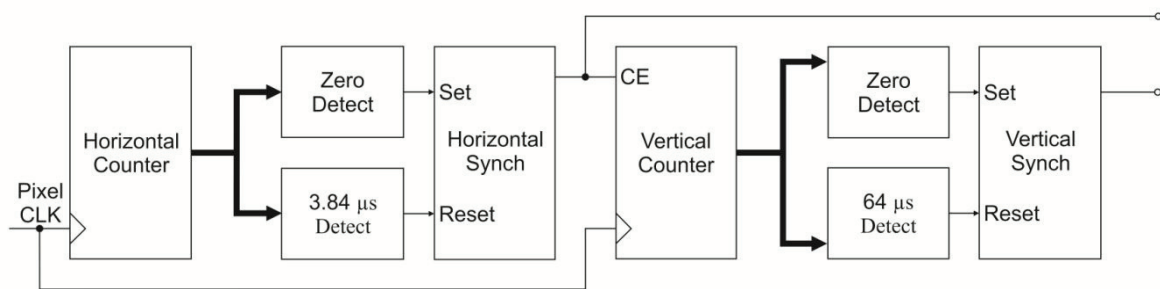 Pixel
CLK
Horizontal
Counter
Zero
Detect
3.84 µs
Detect
Set
Horizontal
Synch
Reset
CE
Vertical
Counter
Zero
Detect
64 µs
Detect
Set
Vertical
Synch
Reset